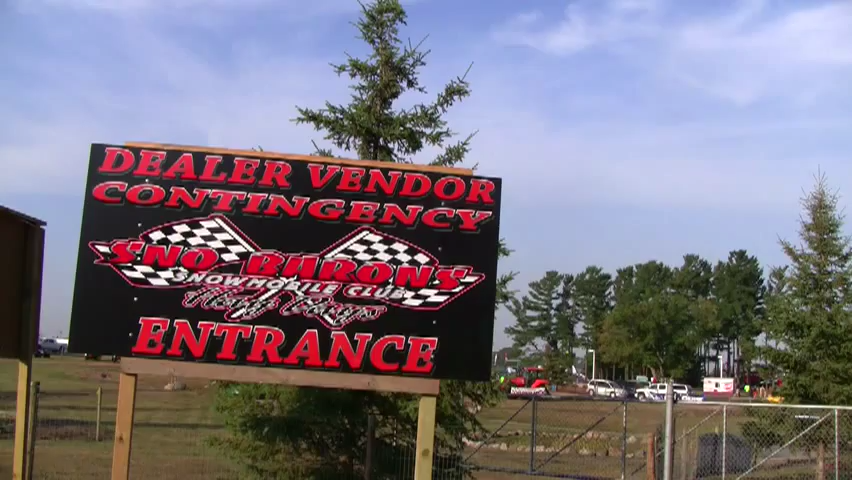 DEALER VENDOR
CONTINGENCY
SNO BARONS
SNOWMOBILE CLUB
ENTRANCE